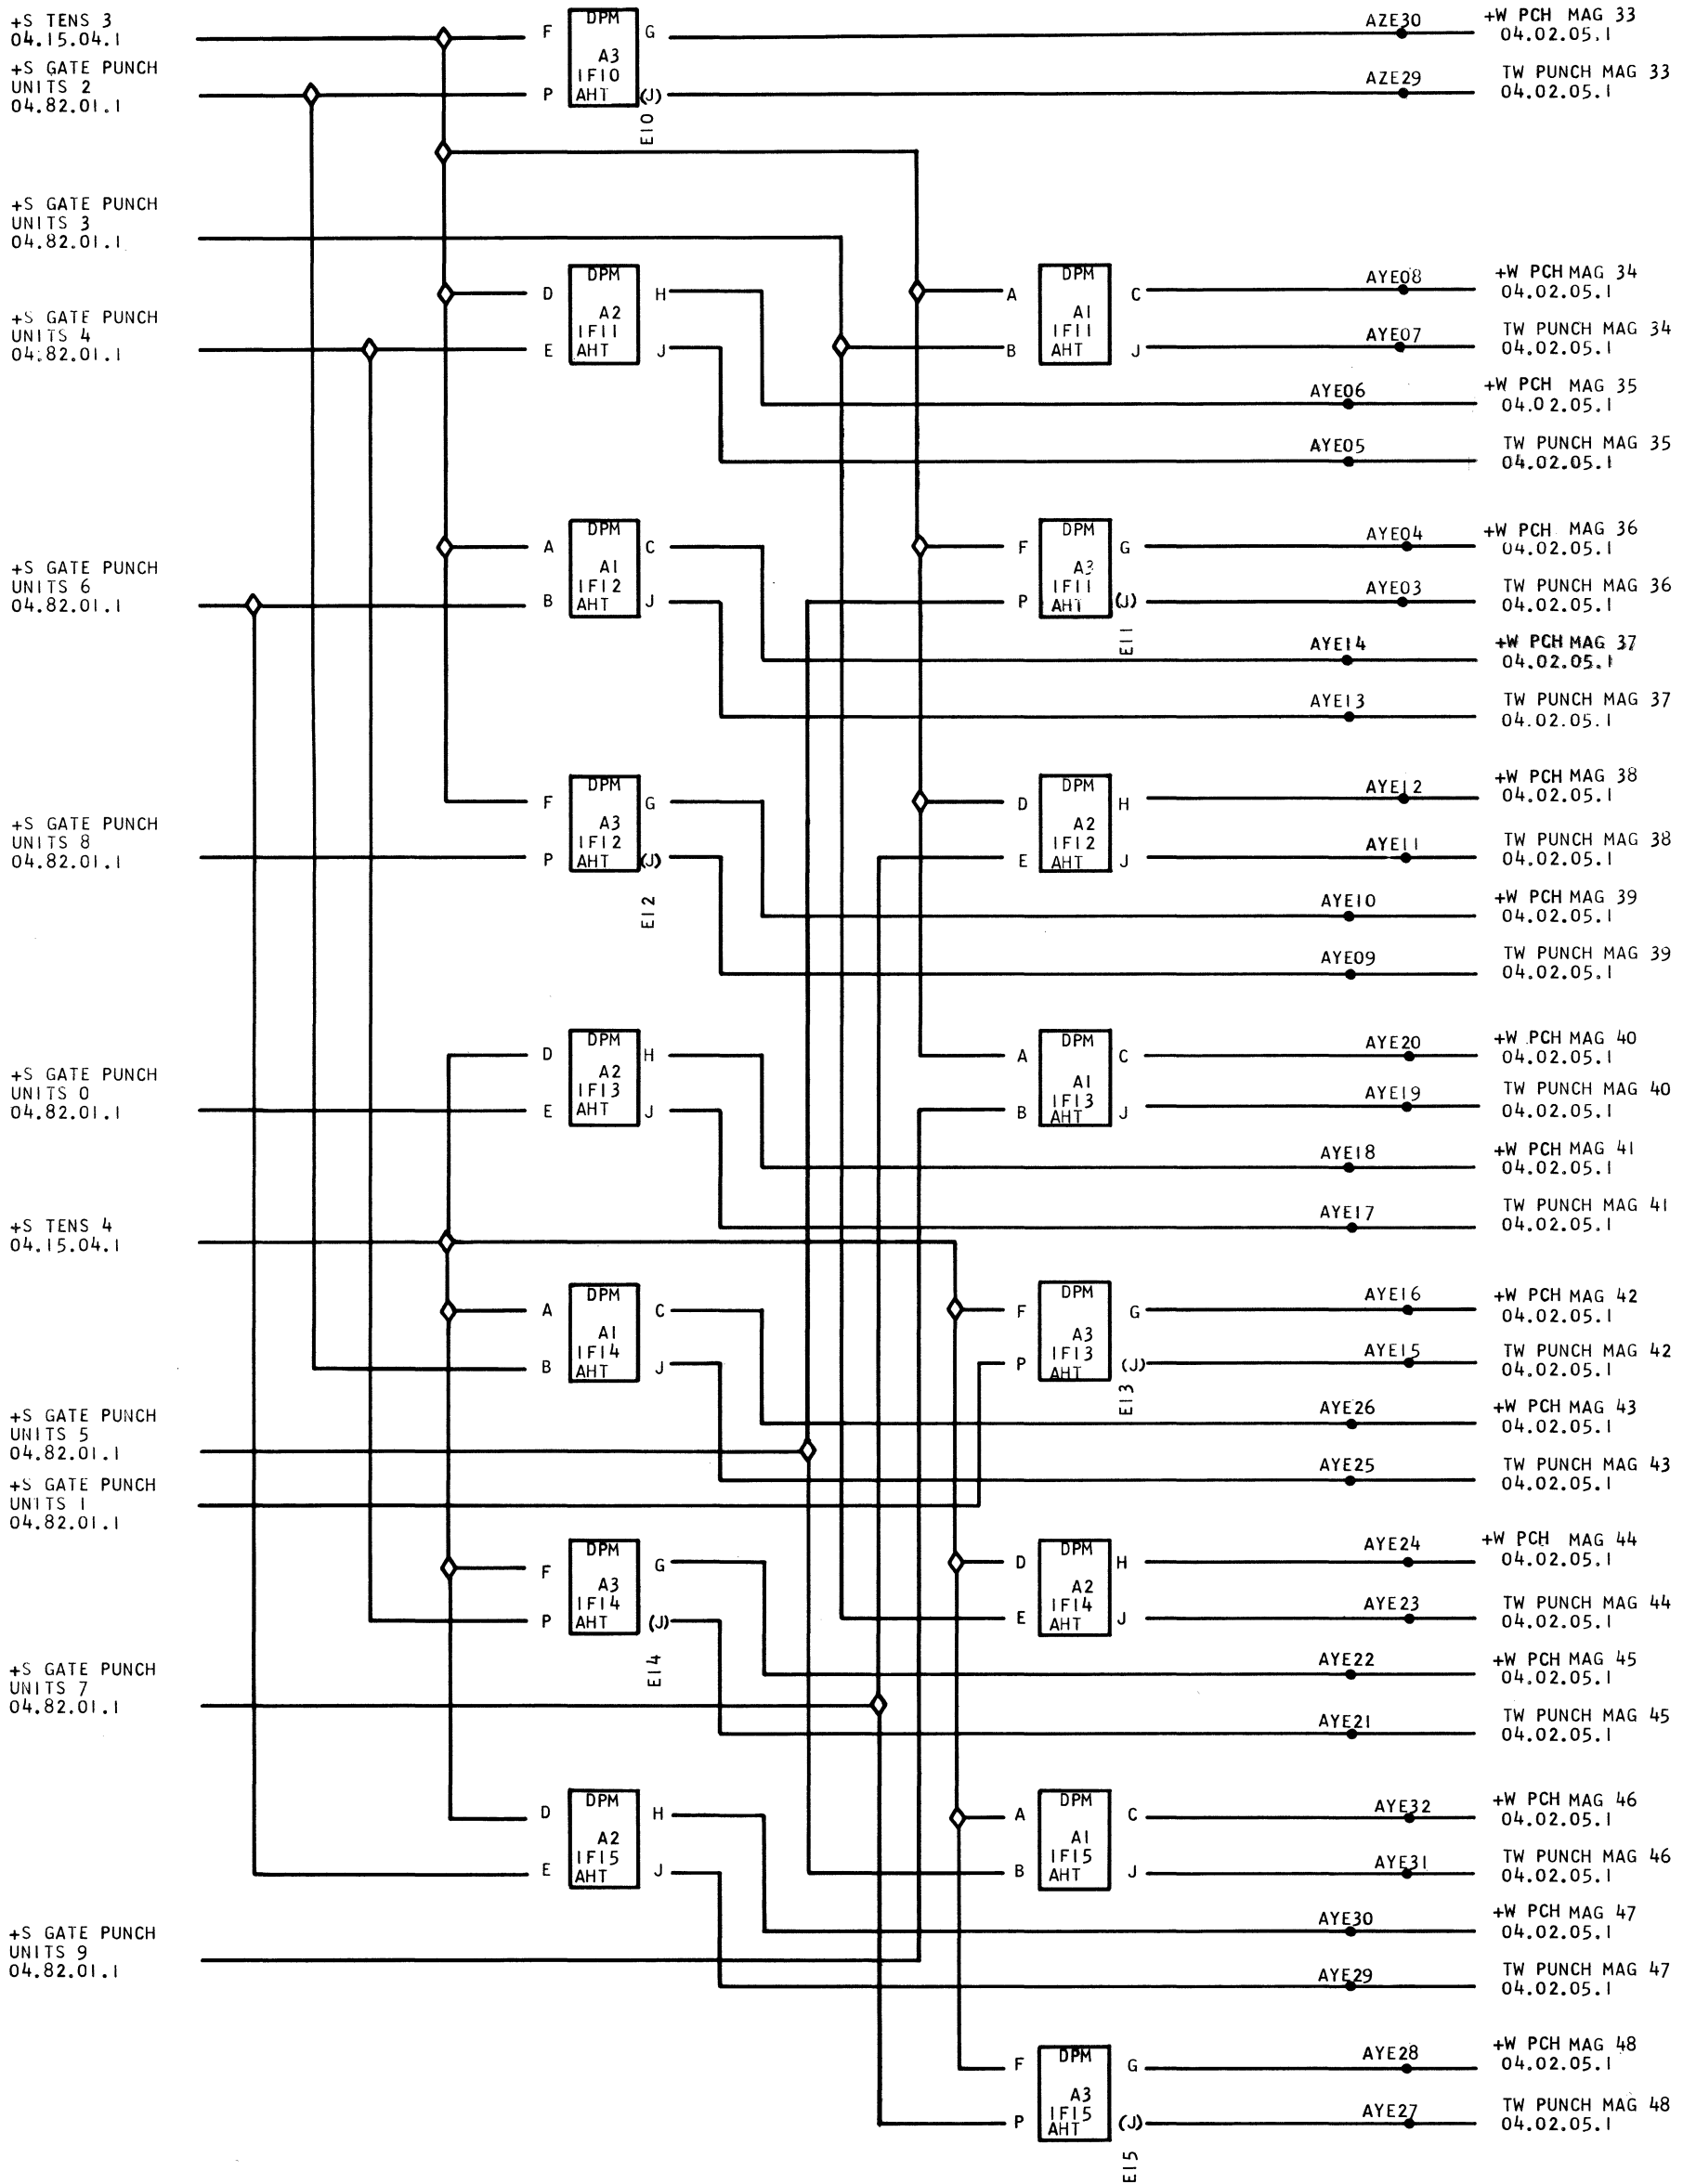 +S TENS 3
04.15.04.1
+S GATE PUNCH
UNITS 2
04.82.01.1
F
P
DPM
A3
1F10
AHT
G
(J)
E10
AZE30
+W PCH MAG 33
04.02.05.1
AZE29
TW PUNCH MAG 33
04.02.05.1
+S GATE PUNCH
UNITS 3
04.82.01.1
+S GATE PUNCH
UNITS 4
04.82.01.1
D
E
DPM
A2
1F11
AHT
H
J
A
B
DPM
A1
1F11
AHT
C
J
AYE08
+W PCH MAG 34
04.02.05.1
AYE07
TW PUNCH MAG 34
04.02.05.1
AYE06
+W PCH MAG 35
04.02.05.1
AYE05
TW PUNCH MAG 35
04.02.05.1
+S GATE PUNCH
UNITS 6
04.82.01.1
A
B
DPM
A1
1F12
AHT
C
J
F
P
DPM
A3
1F11
AHT
G
(J)
E11
AYE04
+W PCH MAG 36
04.02.05.1
AYE03
TW PUNCH MAG 36
04.02.05.1
AYE14
+W PCH MAG 37
04.02.05.1
AYE13
TW PUNCH MAG 37
04.02.05.1
+S GATE PUNCH
UNITS 8
04.82.01.1
F
P
DPM
A3
1F12
AHT
G
(J)
E12
D
E
DPM
A2
1F12
AHT
H
J
AYE12
+W PCH MAG 38
04.02.05.1
AYE11
TW PUNCH MAG 38
04.02.05.1
AYE10
+W PCH MAG 39
04.02.05.1
AYE09
TW PUNCH MAG 39
04.02.05.1
+S GATE PUNCH
UNITS 0
04.82.01.1
D
E
DPM
A2
1F13
AHT
H
J
A
B
DPM
A1
1F13
AHT
C
J
AYE20
+W PCH MAG 40
04.02.05.1
AYE19
TW PUNCH MAG 40
04.02.05.1
AYE18
+W PCH MAG 41
04.02.05.1
AYE17
TW PUNCH MAG 41
04.02.05.1
+S TENS 4
04.15.04.1
A
B
DPM
A1
1F14
AHT
C
J
F
P
DPM
A3
1F13
AHT
G
(J)
E13
AYE16
+W PCH MAG 42
04.02.05.1
AYE15
TW PUNCH MAG 42
04.02.05.1
AYE26
+W PCH MAG 43
04.02.05.1
AYE25
TW PUNCH MAG 43
04.02.05.1
+S GATE PUNCH
UNITS 5
04.82.01.1
+S GATE PUNCH
UNITS 1
04.82.01.1
F
P
DPM
A3
1F14
AHT
G
(J)
E14
D
E
DPM
A2
1F14
AHT
H
J
AYE24
+W PCH MAG 44
04.02.05.1
AYE23
TW PUNCH MAG 44
04.02.05.1
AYE22
+W PCH MAG 45
04.02.05.1
AYE21
TW PUNCH MAG 45
04.02.05.1
+S GATE PUNCH
UNITS 7
04.82.01.1
D
E
DPM
A2
1F15
AHT
H
J
A
B
DPM
A1
1F15
AHT
C
J
AYE32
+W PCH MAG 46
04.02.05.1
AYE31
TW PUNCH MAG 46
04.02.05.1
AYE30
+W PCH MAG 47
04.02.05.1
AYE29
TW PUNCH MAG 47
04.02.05.1
+S GATE PUNCH
UNITS 9
04.82.01.1
F
P
DPM
A3
1F15
AHT
G
(J)
E15
AYE28
+W PCH MAG 48
04.02.05.1
AYE27
TW PUNCH MAG 48
04.02.05.1